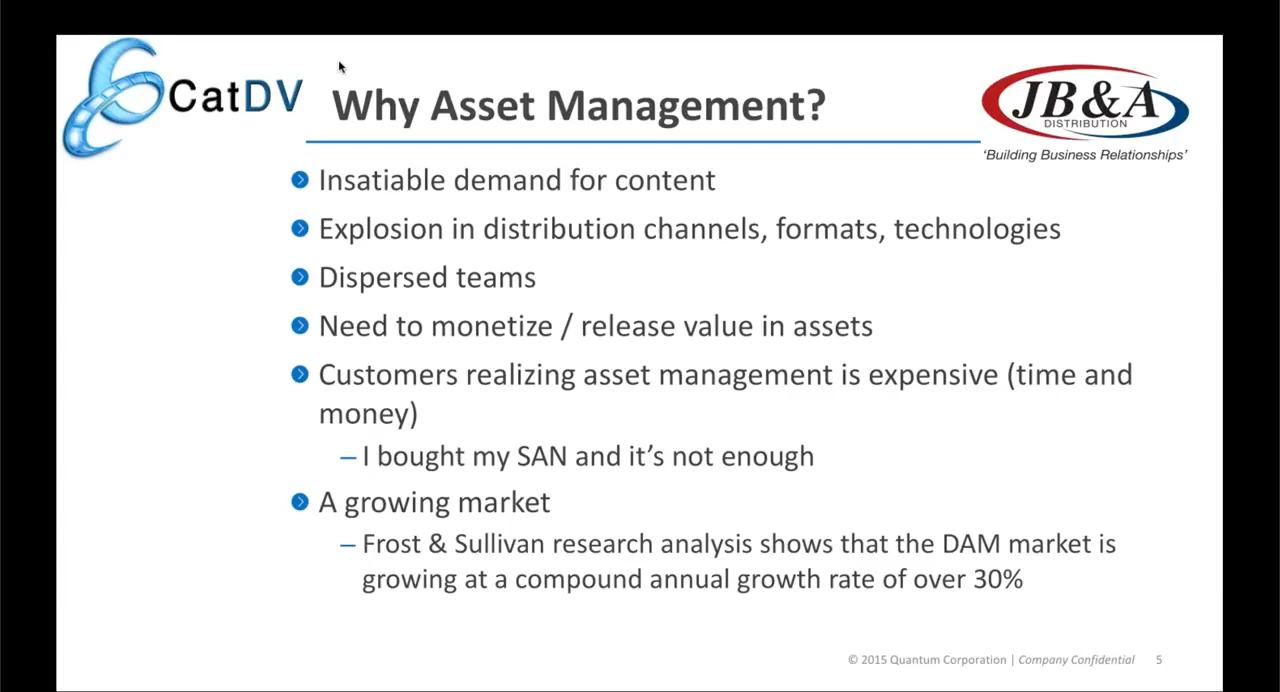 CatDV
Why Asset Management?
JB&A
DISTRIBUTION
‘Building Business Relationships’
Insatiable demand for content
Explosion in distribution channels, formats, technologies
Dispersed teams
Need to monetize / release value in assets
Customers realizing asset management is expensive (time and
money)
– I bought my SAN and it’s not enough
A growing market
– Frost & Sullivan research analysis shows that the DAM market is
growing at a compound annual growth rate of over 30%
© 2015 Quantum Corporation | Company Confidential 5